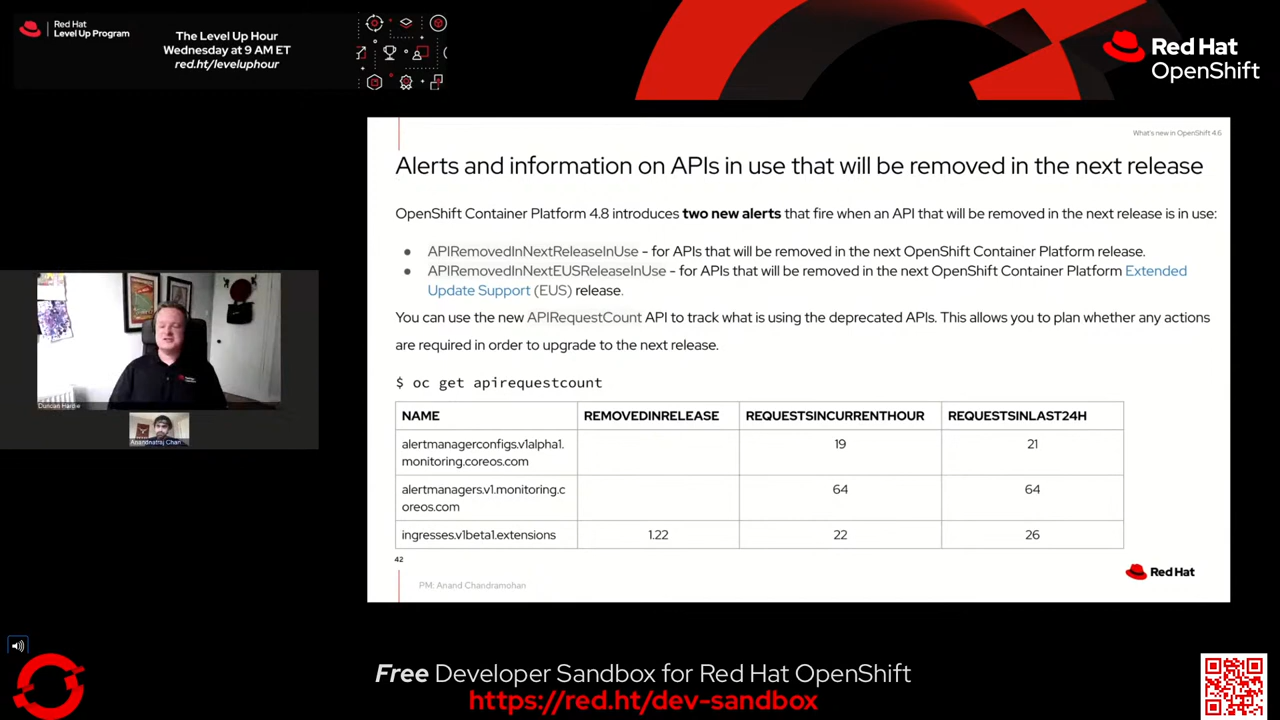 Red Hat
Level Up Program
The Level Up Hour
Wednesday at 9 AM ET
red.ht/leveluphour
Red Hat
OpenShift
What's new in OpenShift 4.6
Alerts and information on APIs in use that will be removed in the next release
OpenShift Container Platform 4.8 introduces two new alerts that fire when an API that will be removed in the next release is in use:
● APIRemovedInNextReleaseInUse - for APIs that will be removed in the next OpenShift Container Platform release.
● APIRemovedInNextEUSReleaseInUse - for APIs that will be removed in the next OpenShift Container Platform Extended
Update Support (EUS) release.
You can use the new APIRequestCount API to track what is using the deprecated APIs. This allows you to plan whether any actions
are required in order to upgrade to the next release.
$ oc get apirequestcount
NAME REMOVEDINRELEASE REQUESTSINCURRENTHOUR REQUESTSINLAST24H
alertmanagerconfigs.v1alpha1.
monitoring.coreos.com
19 21
alertmanagers.v1.monitoring.c
oreos.com
64 64
ingresses.v1beta1.extensions 1.22 22 26
42
PM: Anand Chandramohan
Red Hat
Duncan Hardie
Anandnatraj Chan...
Free Developer Sandbox for Red Hat OpenShift
https://red.ht/dev-sandbox